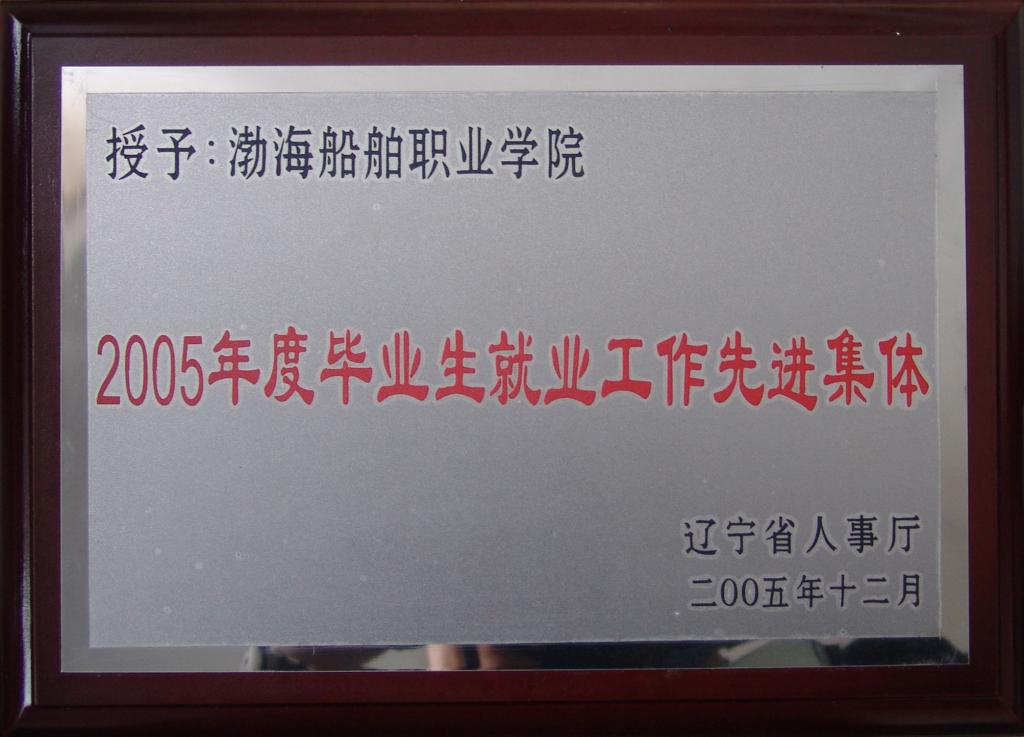 授予:渤海船舶职业学院
2005年度毕业生就业工作先进集体
辽宁省人事厅
二00五年十二月